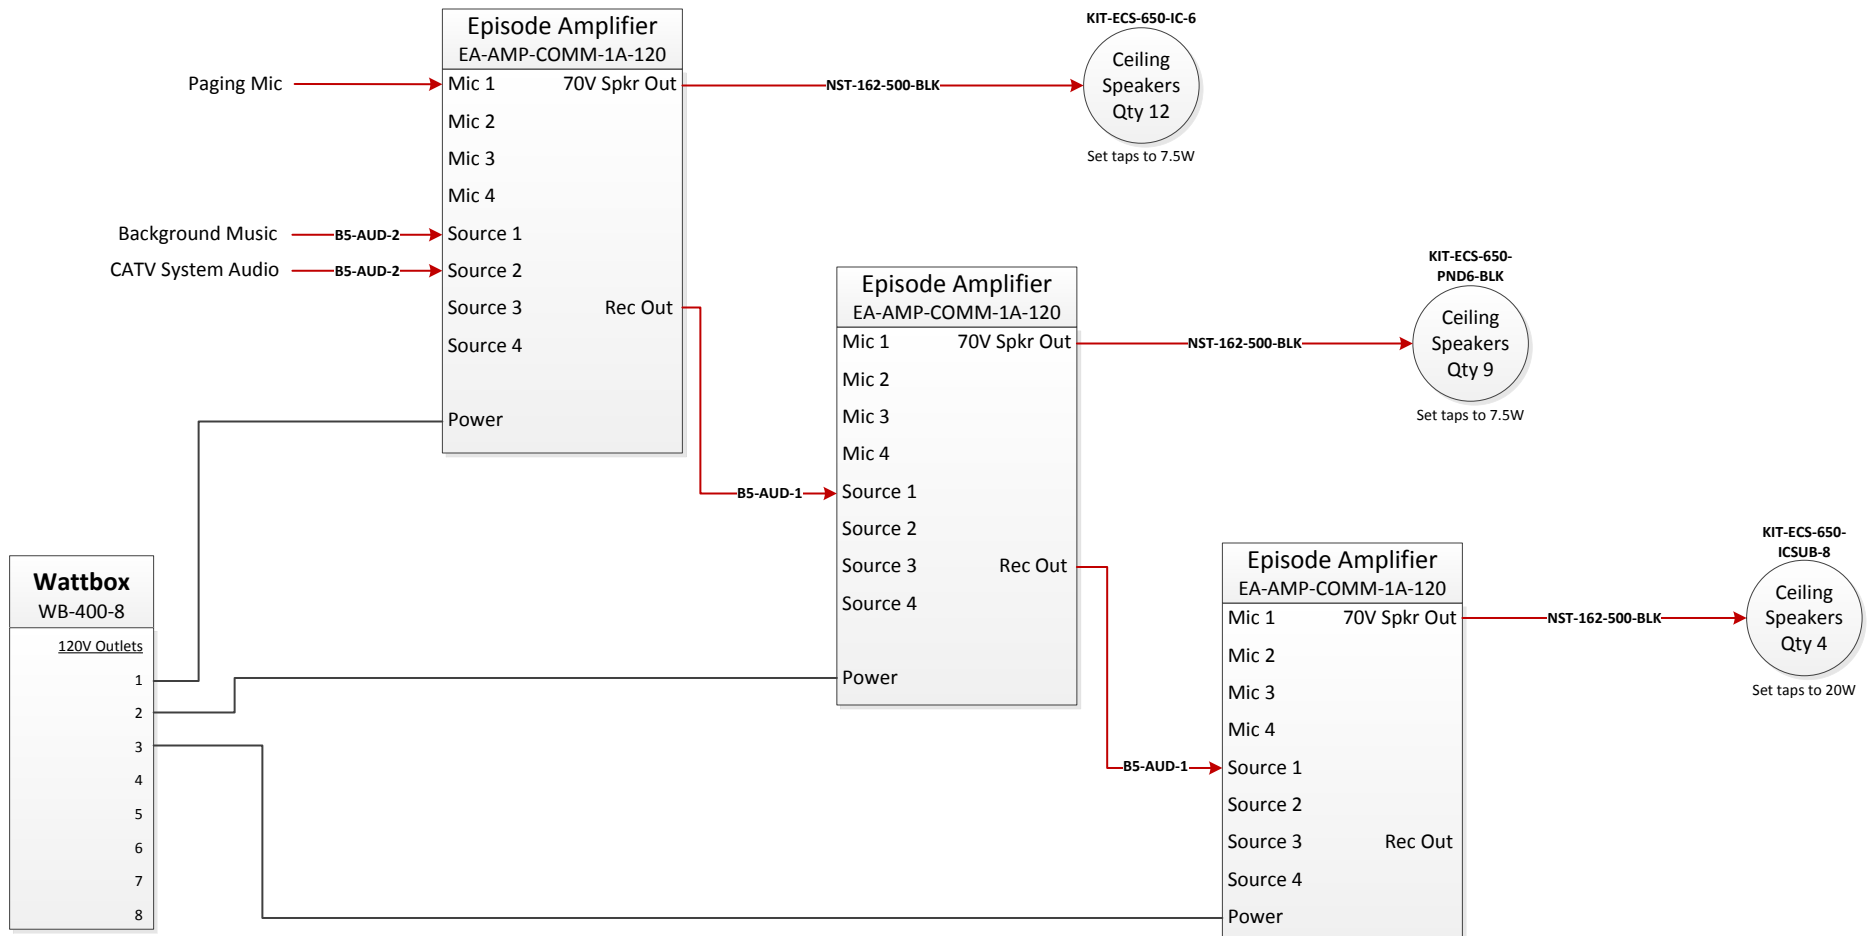 Episode Amplifier
EA-AMP-COMM-1A-120
Paging Mic
Mic 1
70V Spkr Out
Mic 2
Mic 3
Mic 4
Background Music
B5-AUD-2
Source 1
CATV System Audio
B5-AUD-2
Source 2
Source 3
Rec Out
Source 4
Power
NST-162-500-BLK
KIT-ECS-650-IC-6
Ceiling
Speakers
Qty 12
Set taps to 7.5W
B5-AUD-1
Episode Amplifier
EA-AMP-COMM-1A-120
Mic 1
70V Spkr Out
Mic 2
Mic 3
Mic 4
Source 1
Source 2
Source 3
Rec Out
Source 4
Power
NST-162-500-BLK
KIT-ECS-650-
PND6-BLK
Ceiling
Speakers
Qty 9
Set taps to 7.5W
B5-AUD-1
Episode Amplifier
EA-AMP-COMM-1A-120
Mic 1
70V Spkr Out
Mic 2
Mic 3
Mic 4
Source 1
Source 2
Source 3
Rec Out
Source 4
Power
NST-162-500-BLK
KIT-ECS-650-
ICSUB-8
Ceiling
Speakers
Qty 4
Set taps to 20W
Wattbox
WB-400-8
120V Outlets
1
2
3
4
5
6
7
8